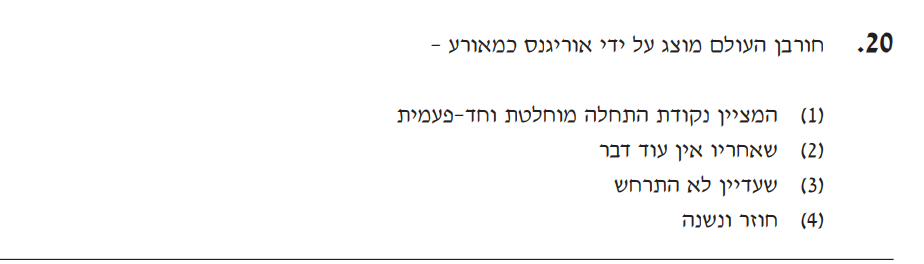 20. חורבן העולם מוצג על ידי אוריגנס כמאורע –
(1) המציין נקודת התחלה מוחלטת וחד-פעמית
(2) שאחריו אין עוד דבר
(3) שעדיין לא התרחש
(4) חוזר ונשנה